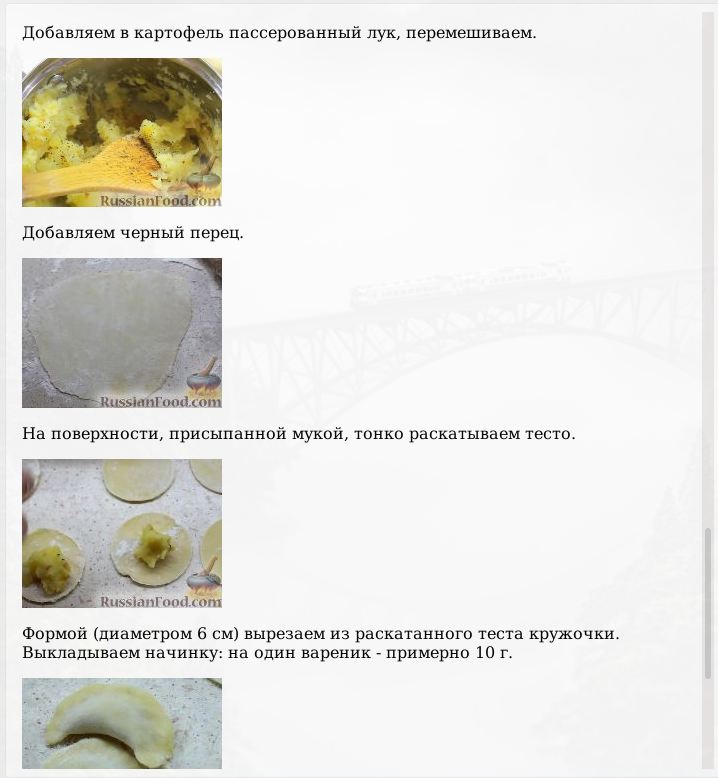 Добавляем в картофель пассерованный лук, перемешиваем.
RussianFood.com
Добавляем черный перец.
RussianFood.com
На поверхности, присыпанной мукой, тонко раскатываем тесто.
RussianFood.com
Формой (диаметром 6 см) вырезаем из раскатанного теста кружочки.
Выкладываем начинку: на один вареник - примерно 10 г.